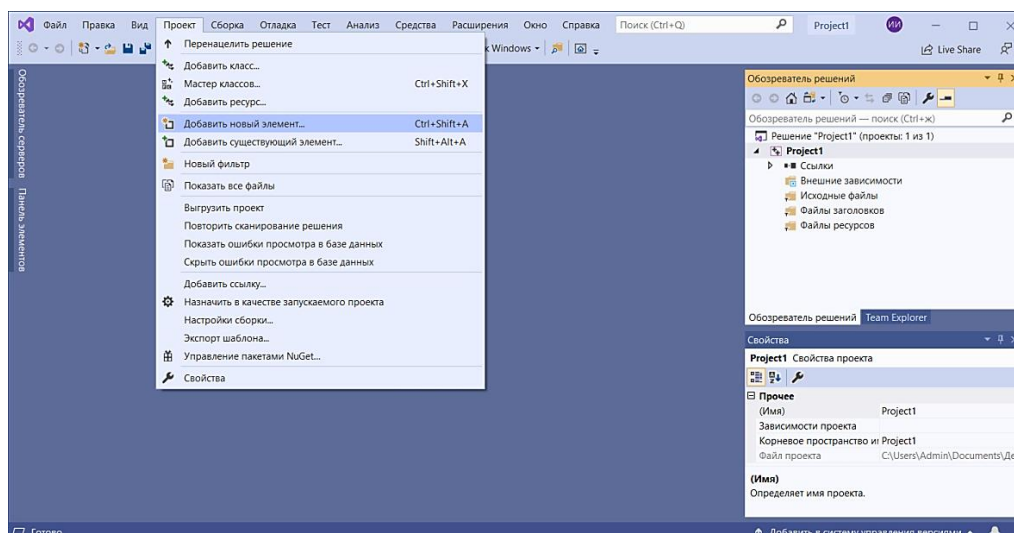 Файл Правка Вид Проект Сборка Отладка Тест Анализ Средства Расширения Окно Справка Поиск (Ctrl+Q) Project1 ИИ
Windows Live Share
Перенацелить решение
Добавить класс...
Мастер классов... Ctrl+Shift+X
Добавить ресурс...
Добавить новый элемент... Ctrl+Shift+A
Добавить существующий элемент... Shift+Alt+A
Новый фильтр
Показать все файлы
Выгрузить проект
Повторить сканирование решения
Показать ошибки просмотра в базе данных
Скрыть ошибки просмотра в базе данных
Добавить ссылку...
Назначить в качестве запускаемого проекта
Настройки сборки...
Экспорт шаблона...
Управление пакетами NuGet...
Свойства
Обозреватель серверов
Панель элементов
Обозреватель решений
Обозреватель решений — поиск (Ctrl+ж)
Решение "Project1" (проекты: 1 из 1)
Project1
Ссылки
Внешние зависимости
Исходные файлы
Файлы заголовков
Файлы ресурсов
Обозреватель решений Team Explorer
Свойства
Project1 Свойства проекта
Прочее
(Имя) Project1
Зависимости проекта
Корневое пространство и Project1
Файл проекта C:\Users\Admin\Documents\Де
(Имя)
Определяет имя проекта.
Готово Добавить в систему управления версиями